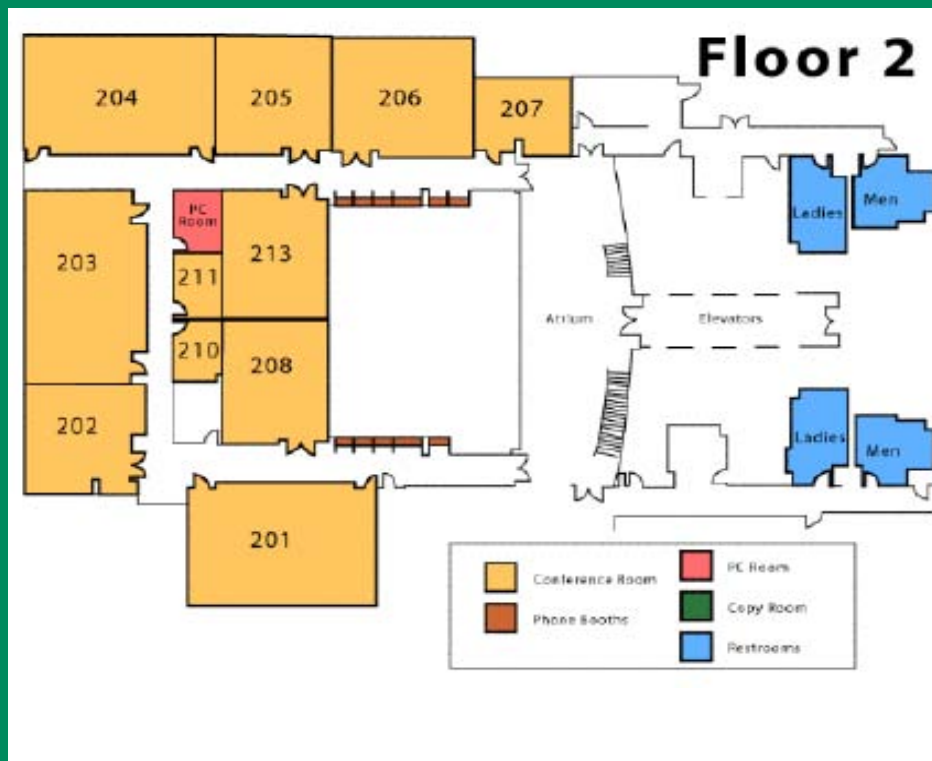 Floor 2
204
205
206
207
PC
Room
Ladies
Men
203
211
213
Atrium
Elevators
210
208
202
Ladies
Men
201
Conference Room
PC Room
Phone Booths
Copy Room
Restrooms